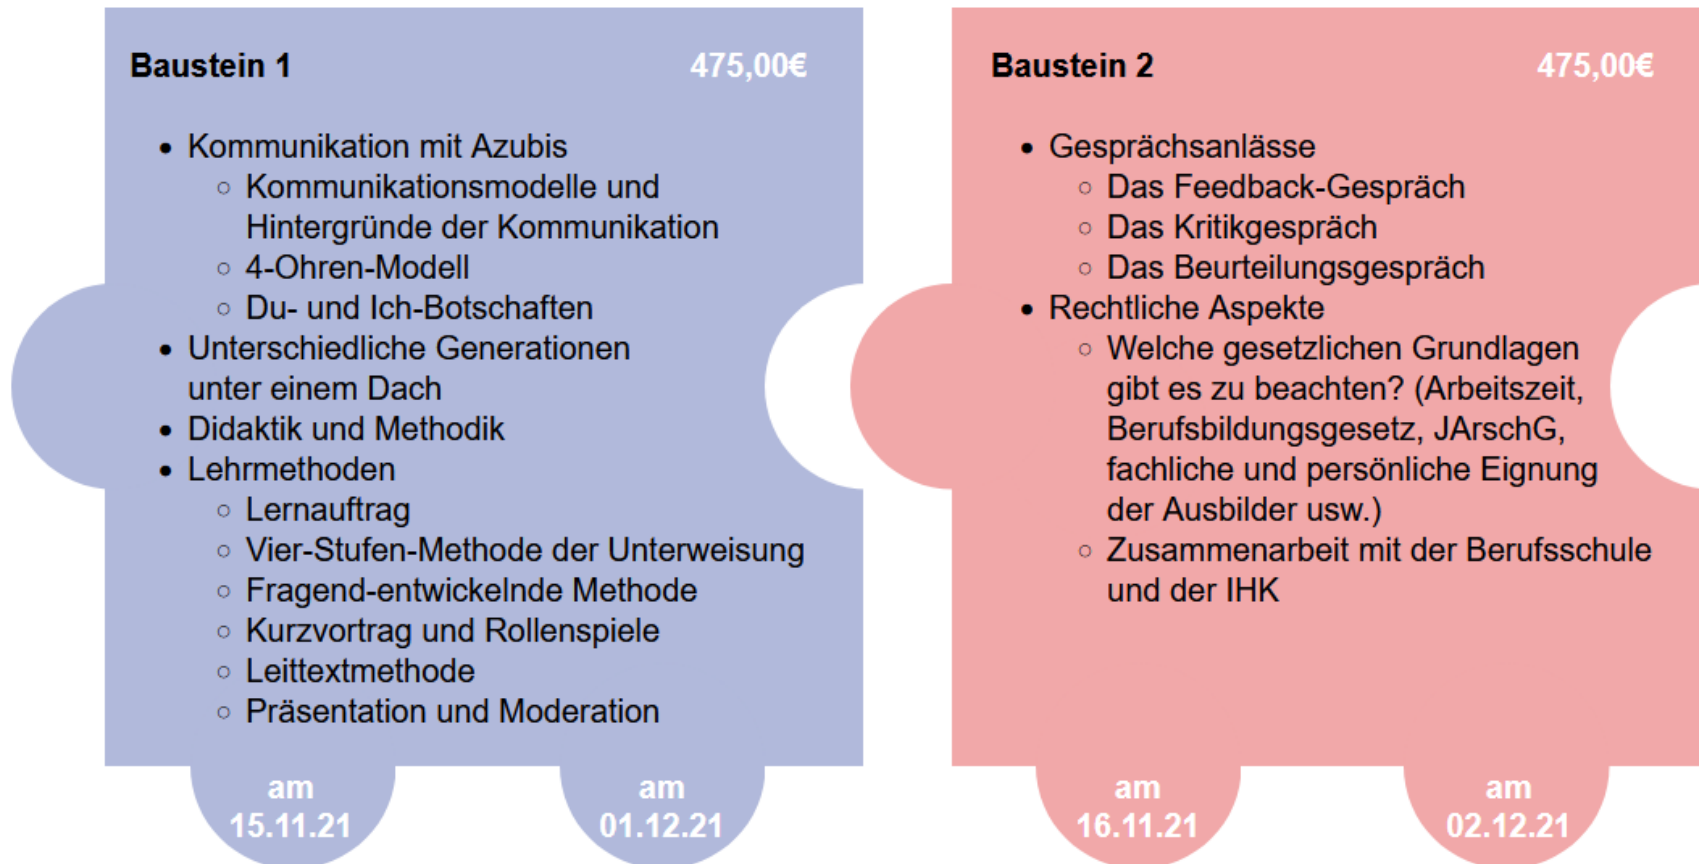 Baustein 1 475,00€
• Kommunikation mit Azubis
○ Kommunikationsmodelle und
Hintergründe der Kommunikation
○ 4-Ohren-Modell
○ Du- und Ich-Botschaften
• Unterschiedliche Generationen
unter einem Dach
• Didaktik und Methodik
• Lehrmethoden
○ Lernauftrag
○ Vier-Stufen-Methode der Unterweisung
○ Fragend-entwickelnde Methode
○ Kurzvortrag und Rollenspiele
○ Leittextmethode
○ Präsentation und Moderation
am
15.11.21
am
01.12.21
Baustein 2 475,00€
• Gesprächsanlässe
○ Das Feedback-Gespräch
○ Das Kritikgespräch
○ Das Beurteilungsgespräch
• Rechtliche Aspekte
○ Welche gesetzlichen Grundlagen
gibt es zu beachten? (Arbeitszeit,
Berufsbildungsgesetz, JArschG,
fachliche und persönliche Eignung
der Ausbilder usw.)
○ Zusammenarbeit mit der Berufsschule
und der IHK
am
16.11.21
am
02.12.21